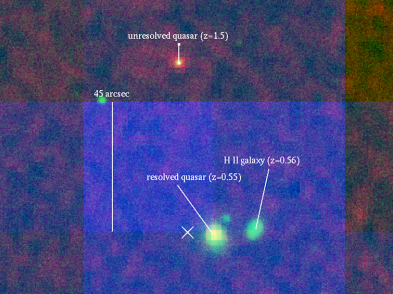 unresolved quasar (z=1.5)
45 arcsec
H II galaxy (z=0.56)
resolved quasar (z=0.55)